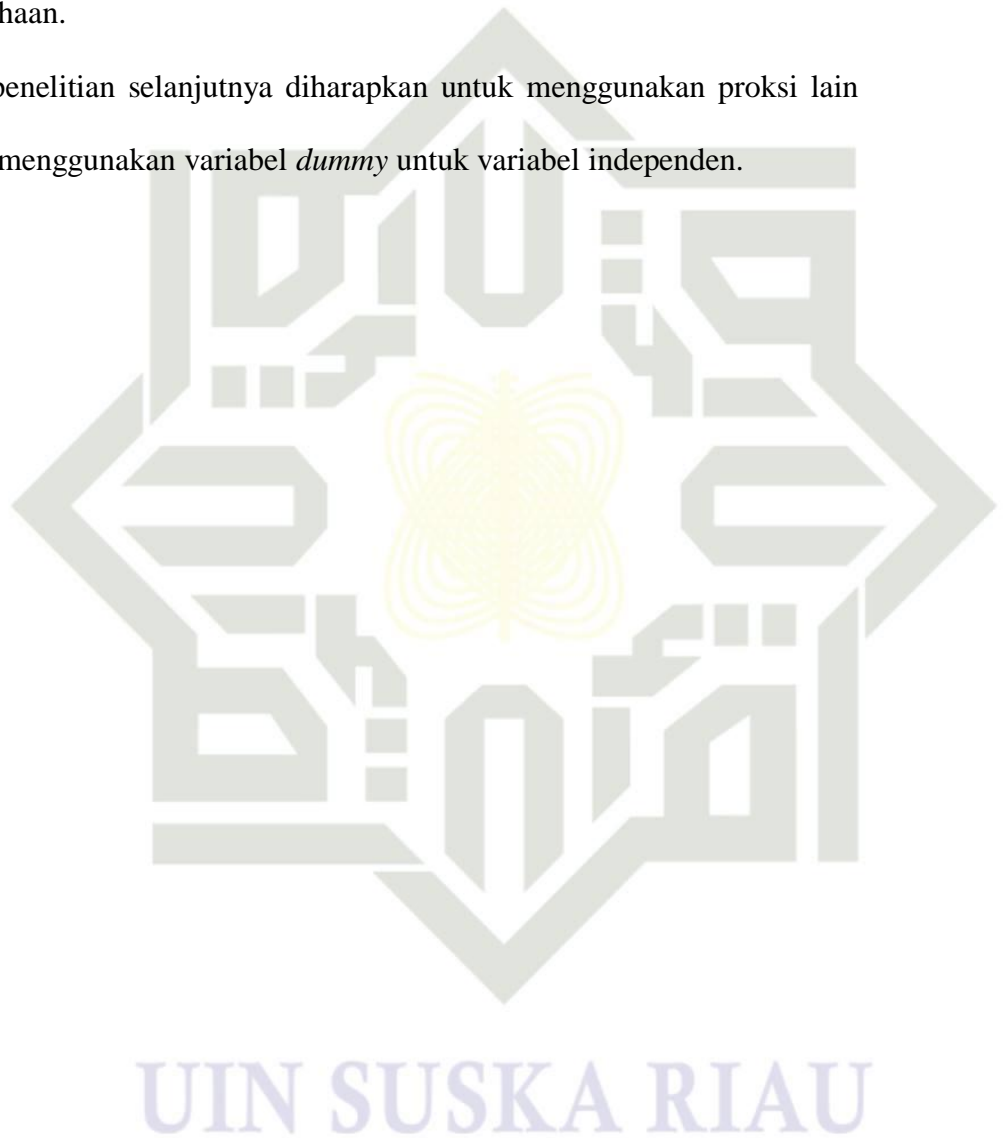 haan.
penelitian selanjutnya diharapkan untuk menggunakan proksi lain
menggunakan variabel dummy untuk variabel independen.
UIN SUSKA RIAU